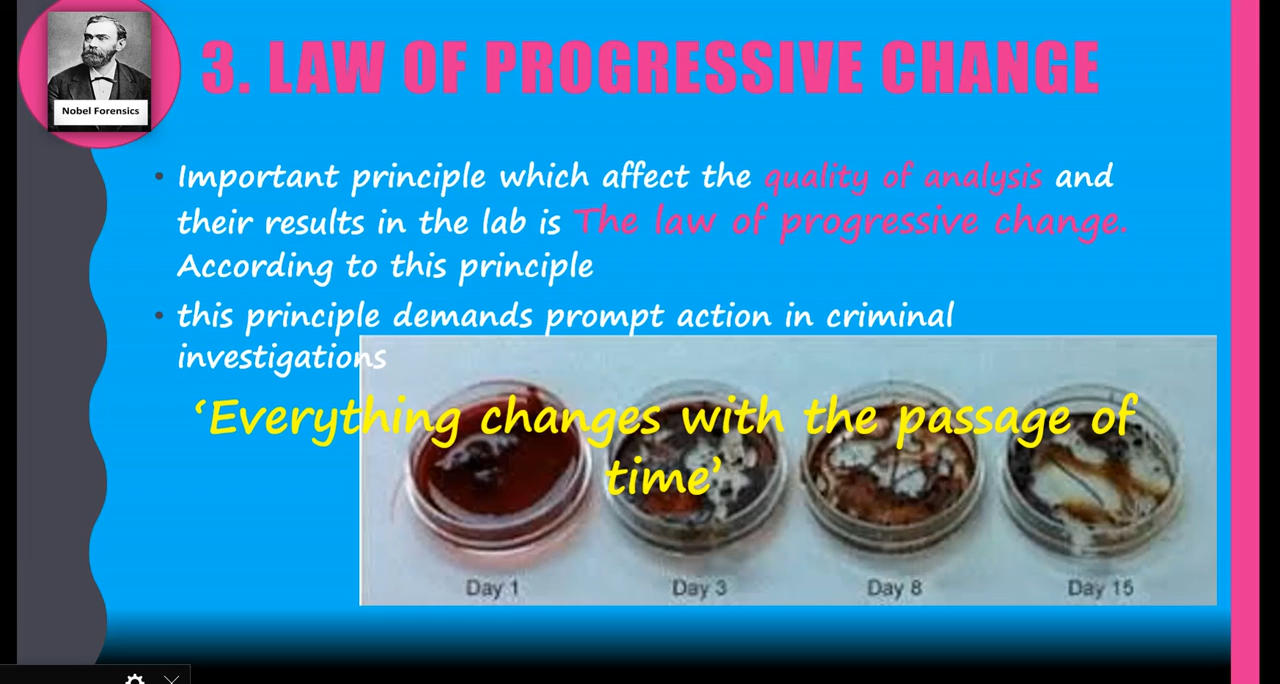 Nobel Forensics
3. LAW OF PROGRESSIVE CHANGE
• Important principle which affect the quality of analysis and
their results in the lab is The law of progressive change.
According to this principle
• this principle demands prompt action in criminal
investigations
‘Everything changes with the passage of
time’
Day 1 Day 3 Day 8 Day 15